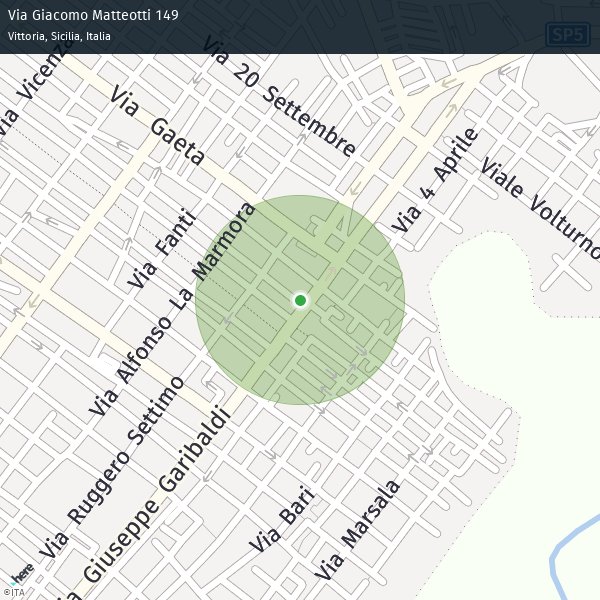 Via Giacomo Matteotti 149
Vittoria, Sicilia, Italia
SP5
Via Vicenza
Via 20 Settembre
Via Gaeta
Via 4 Aprile
Viale Volturno
Via Fanti
Via Alfonso La Marmora
Via Ruggero Settimo
Via Giuseppe Garibaldi
Via Bari
Via Marsala
here
©ITA